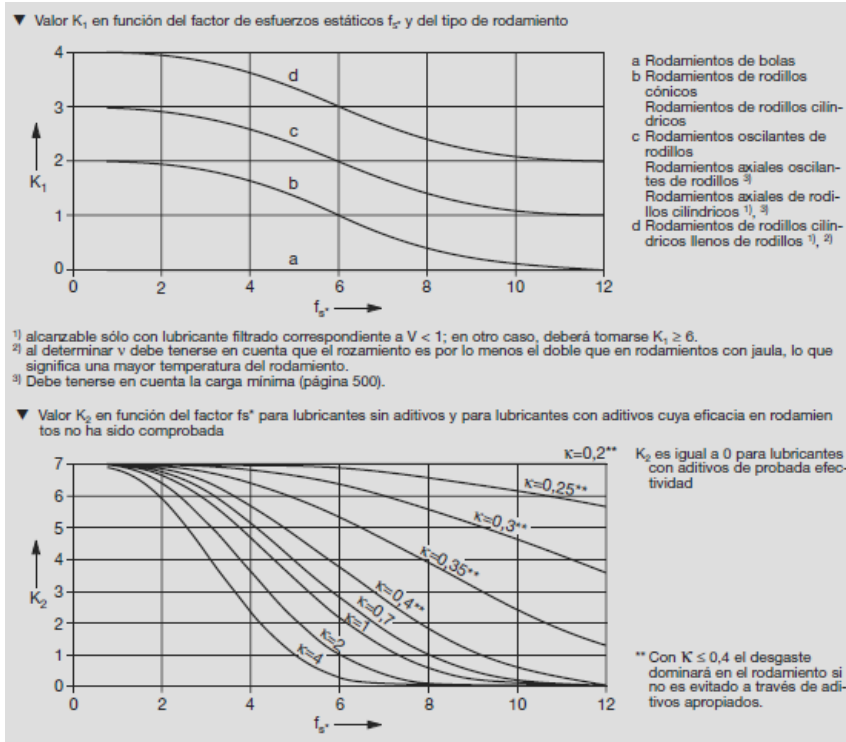 ▼ Valor K₁ en función del factor de esfuerzos estáticos fₛ* y del tipo de rodamiento
4
3
2
1
0
K₁
d
c
b
a
0 2 4 6 8 10 12
fₛ*
a Rodamientos de bolas
b Rodamientos de rodillos
cónicos
Rodamientos de rodillos cilín-
dricos
c Rodamientos oscilantes de
rodillos
Rodamientos axiales oscilan-
tes de rodillos ³⁾
Rodamientos axiales de rodi-
llos cilíndricos ¹⁾, ³⁾
d Rodamientos de rodillos cilín-
dricos llenos de rodillos ¹⁾, ²⁾
¹⁾ alcanzable sólo con lubricante filtrado correspondiente a V < 1; en otro caso, deberá tomarse K₁ ≥ 6.
²⁾ al determinar ν debe tenerse en cuenta que el rozamiento es por lo menos el doble que en rodamientos con jaula, lo que
significa una mayor temperatura del rodamiento.
³⁾ Debe tenerse en cuenta la carga mínima (página 500).
▼ Valor K₂ en función del factor fs* para lubricantes sin aditivos y para lubricantes con aditivos cuya eficacia en rodamien
tos no ha sido comprobada
7
6
5
4
3
2
1
0
K₂
κ=0,2**
κ=0,25**
κ=0,3**
κ=0,35**
κ=0,4**
κ=0,7
κ=1
κ=2
κ=4
0 2 4 6 8 10 12
fₛ*
K₂ es igual a 0 para lubricantes
con aditivos de probada efec-
tividad
** Con K ≤ 0,4 el desgaste
dominará en el rodamiento si
no es evitado a través de adi-
tivos apropiados.